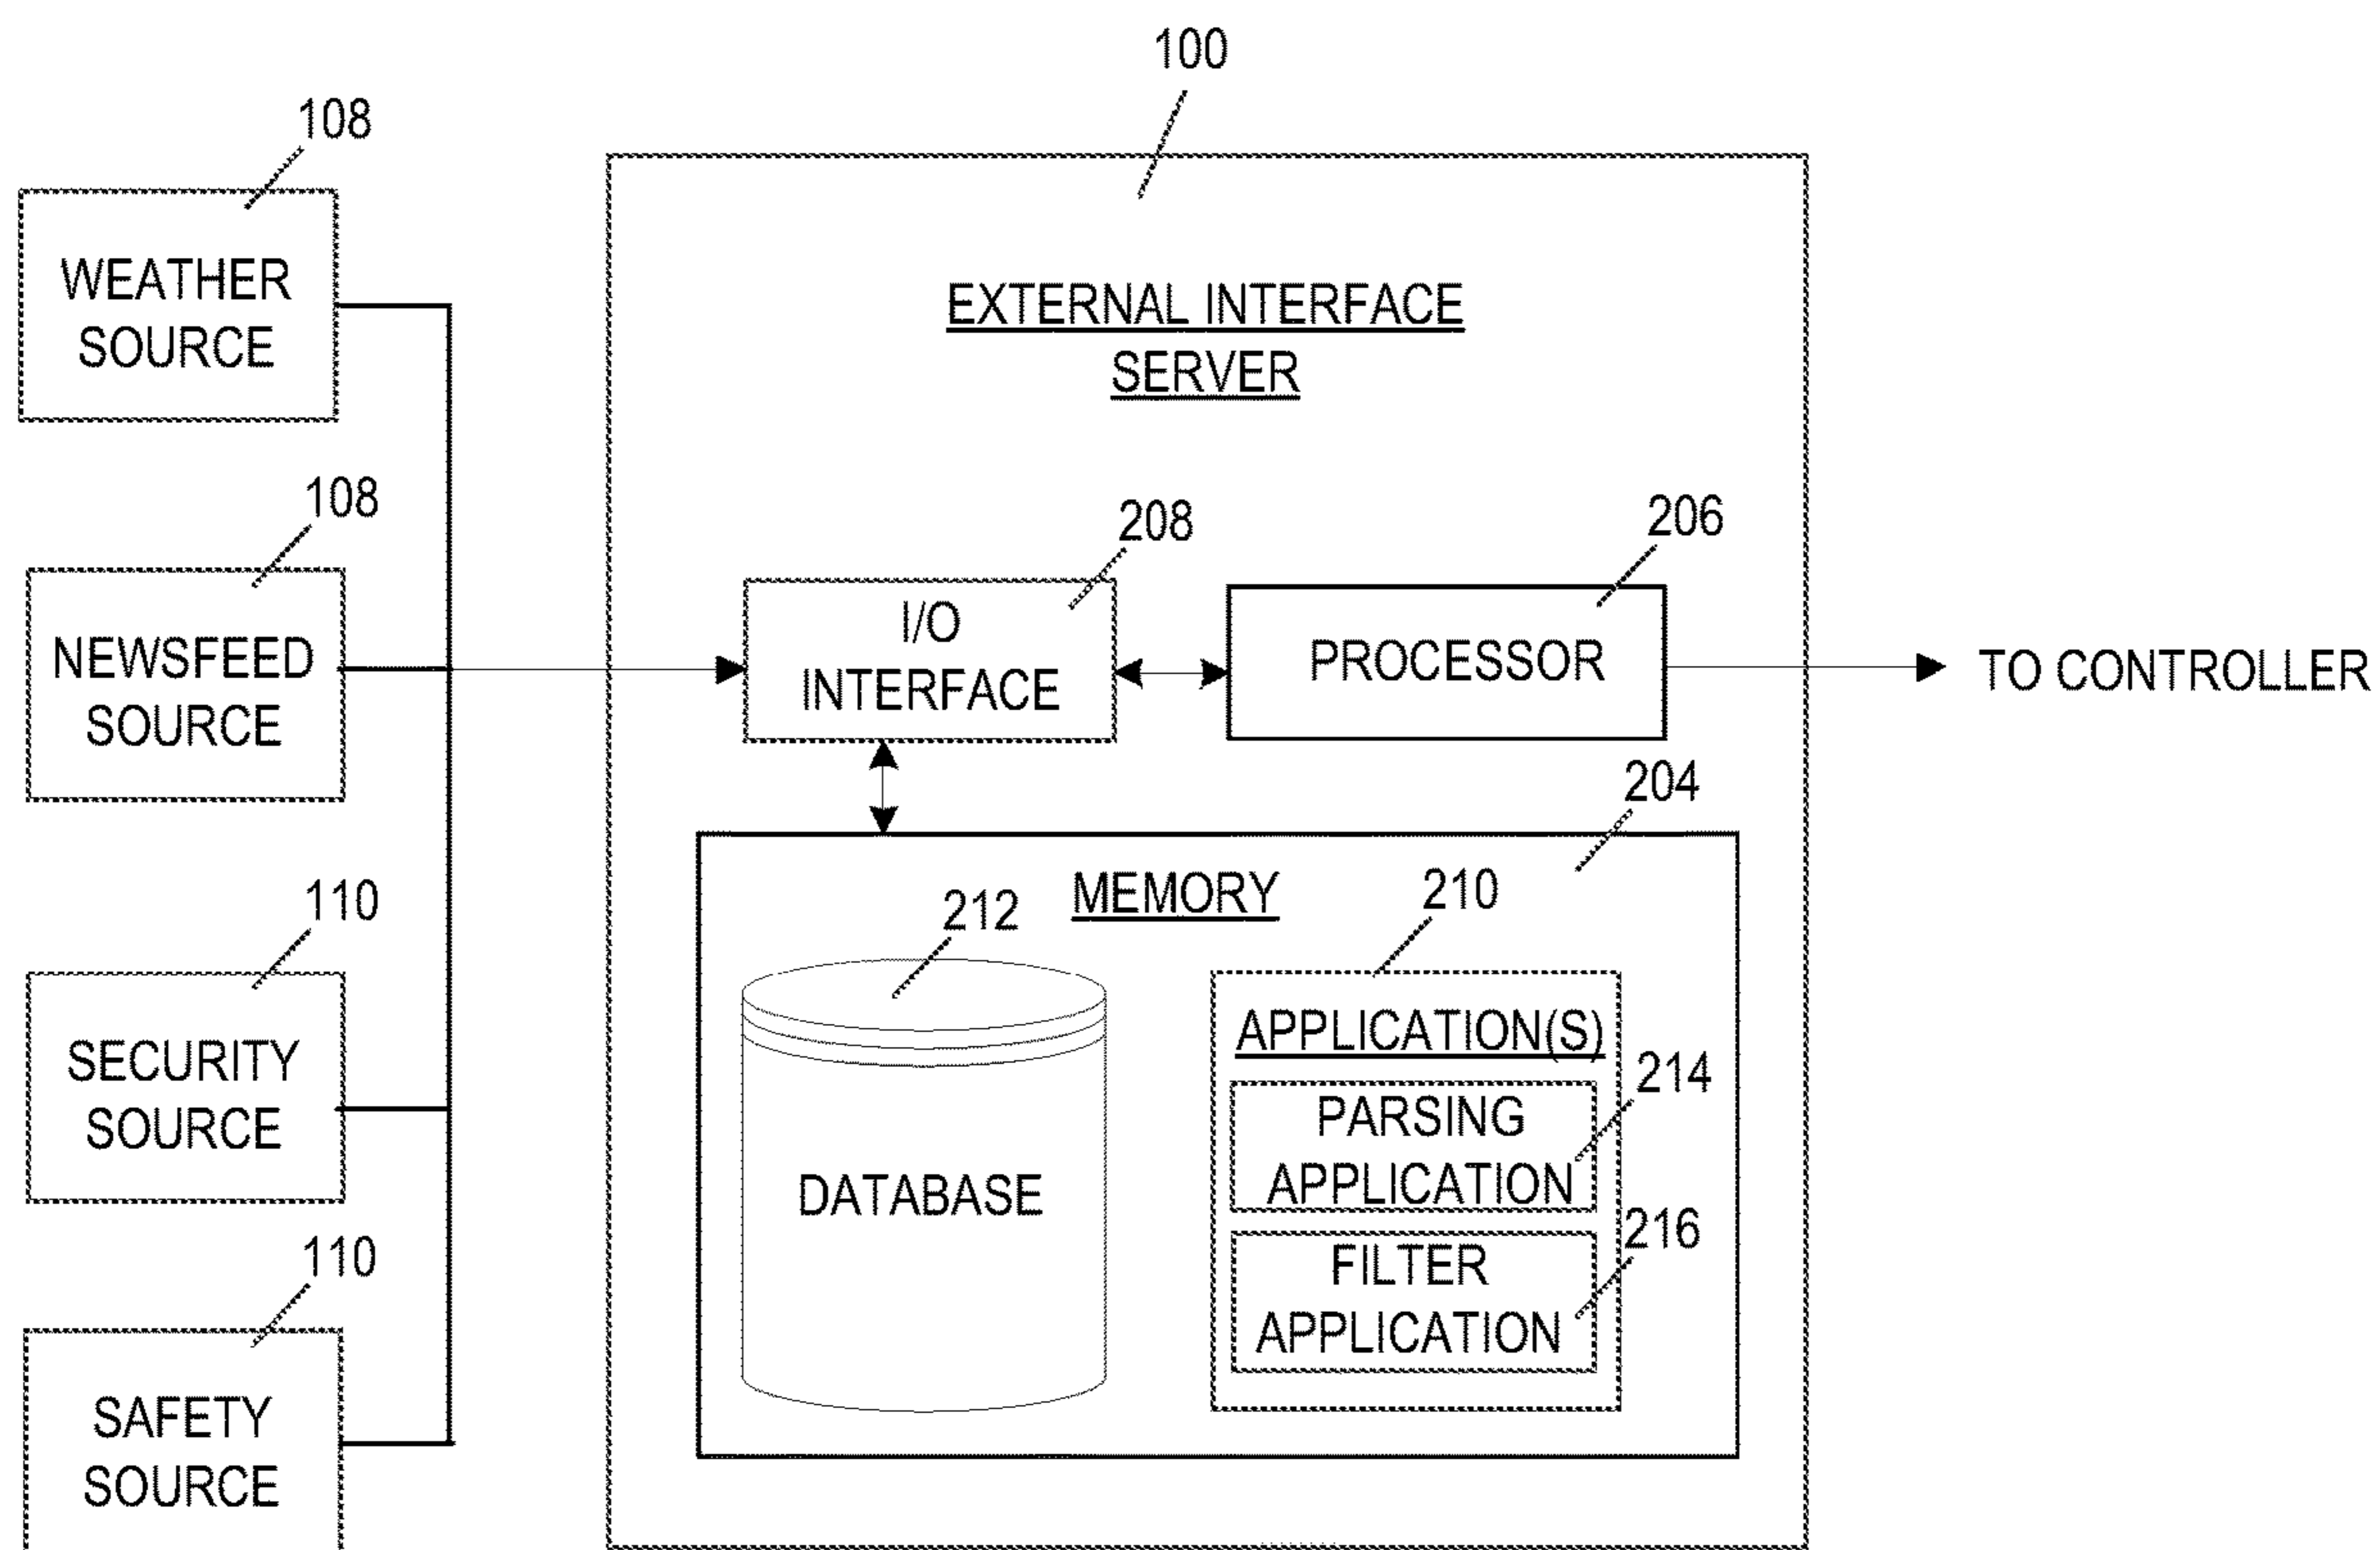 100
108
WEATHER
SOURCE
EXTERNAL INTERFACE
SERVER
108
NEWSFEED
SOURCE
208
I/O
INTERFACE
206
PROCESSOR
TO CONTROLLER
204
MEMORY
110
SECURITY
SOURCE
212
DATABASE
210
APPLICATION(S)
214
PARSING
APPLICATION
216
FILTER
APPLICATION
110
SAFETY
SOURCE